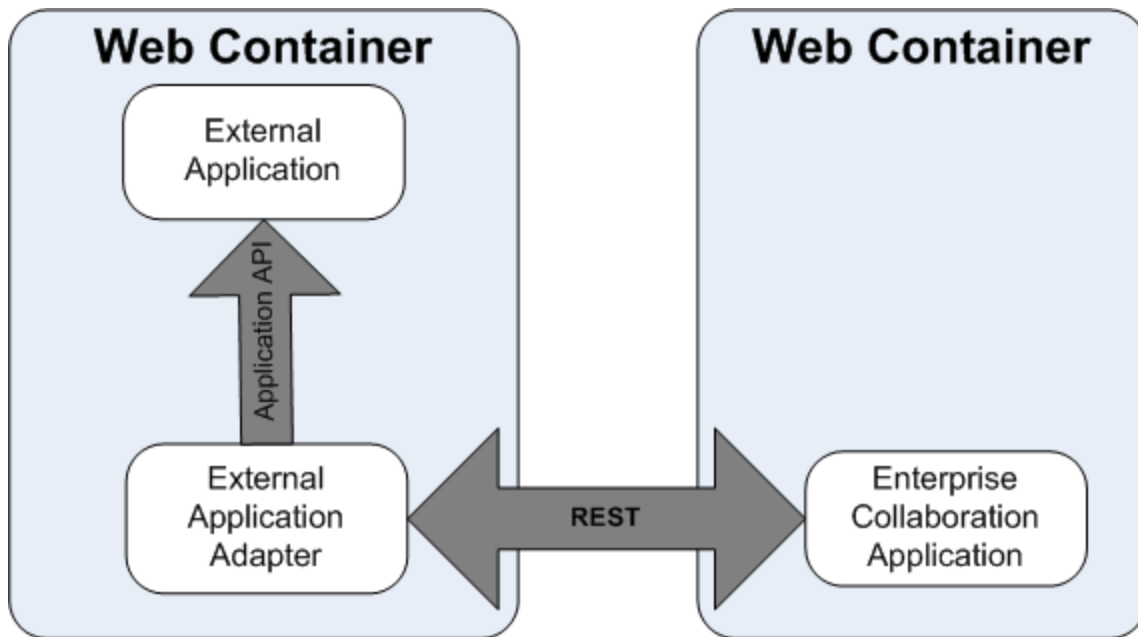 Web Container
External
Application
Application API
External
Application
Adapter
REST
Web Container
Enterprise
Collaboration
Application